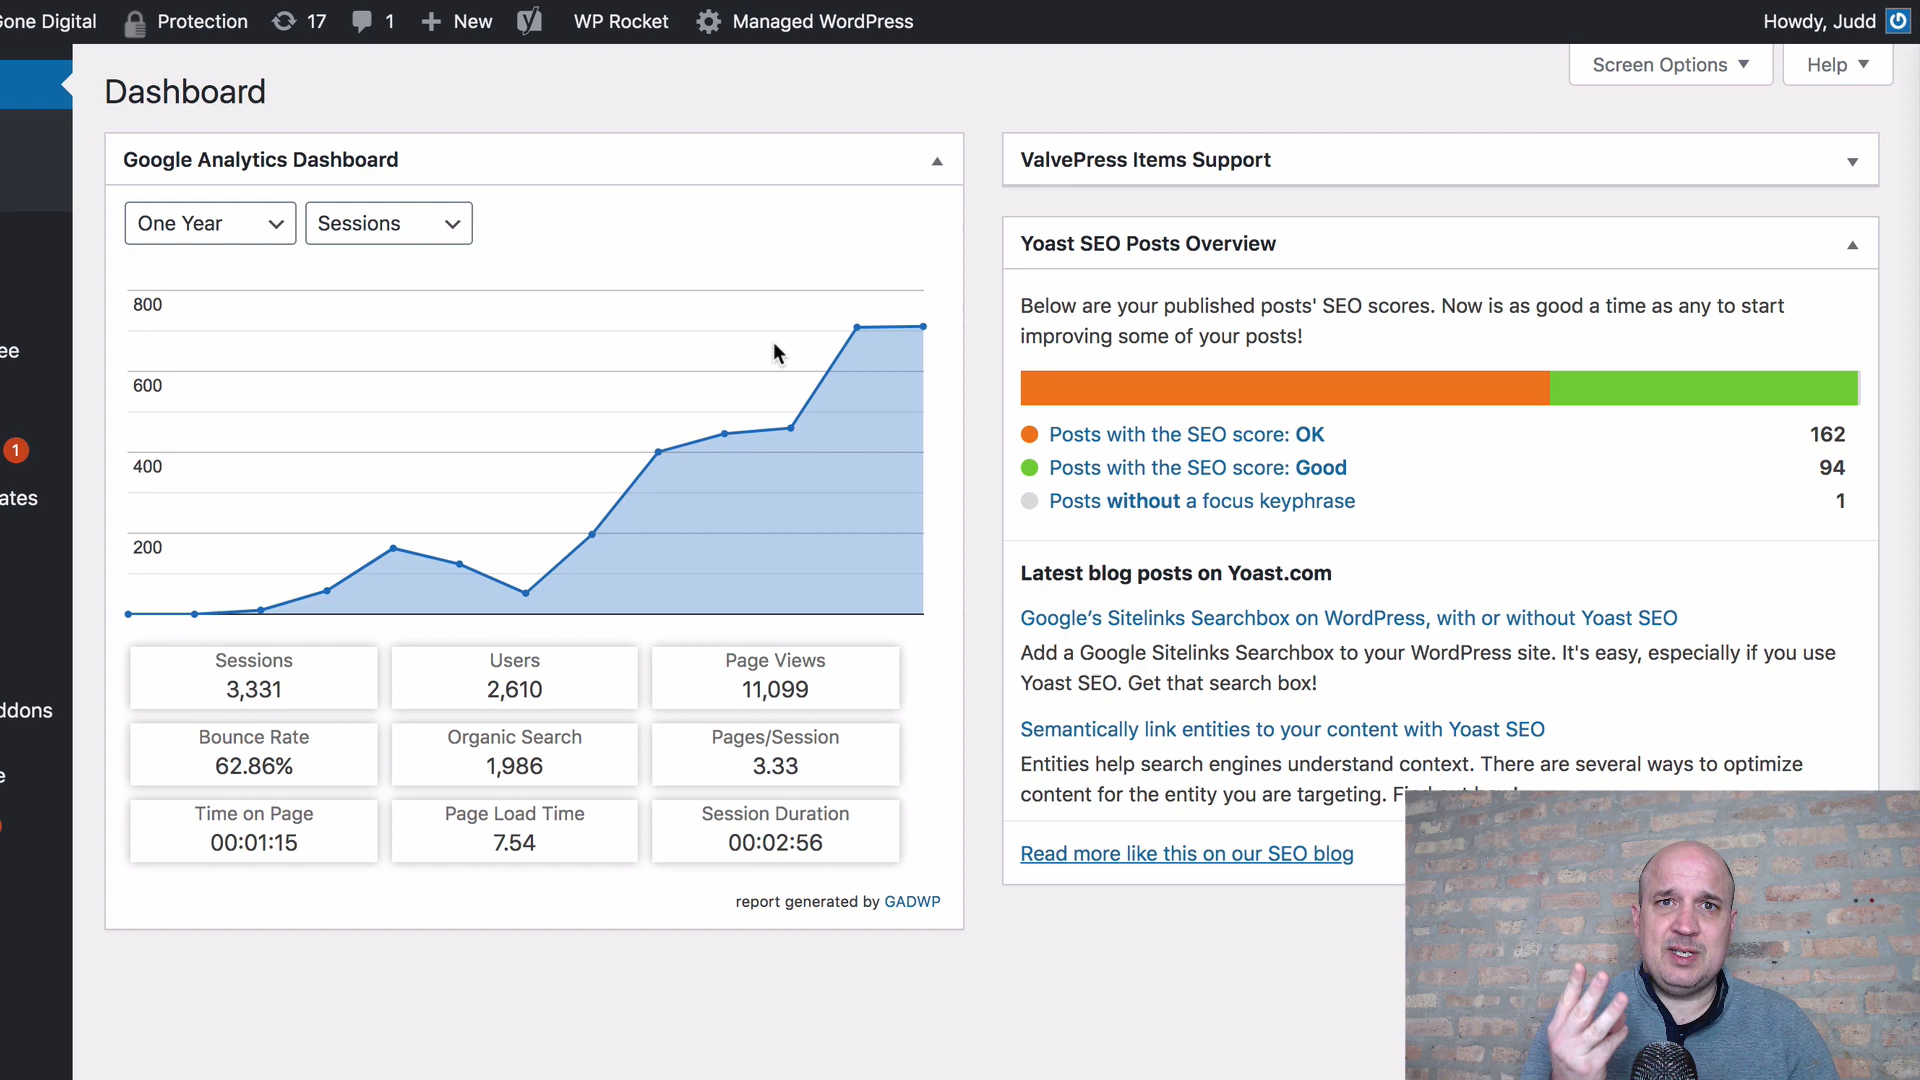 one Digital Protection 17 1 New WP Rocket Managed WordPress Howdy, Judd
Screen Options Help
Dashboard
Google Analytics Dashboard
One Year Sessions
800
600
400
200
Sessions Users Page Views
3,331 2,610 11,099
Bounce Rate Organic Search Pages/Session
62.86% 1,986 3.33
Time on Page Page Load Time Session Duration
00:01:15 7.54 00:02:56
report generated by GADWP
ValvePress Items Support
Yoast SEO Posts Overview
Below are your published posts' SEO scores. Now is as good a time as any to start
improving some of your posts!
Posts with the SEO score: OK 162
Posts with the SEO score: Good 94
Posts without a focus keyphrase 1
Latest blog posts on Yoast.com
Google’s Sitelinks Searchbox on WordPress, with or without Yoast SEO
Add a Google Sitelinks Searchbox to your WordPress site. It's easy, especially if you use
Yoast SEO. Get that search box!
Semantically link entities to your content with Yoast SEO
Entities help search engines understand context. There are several ways to optimize
content for the entity you are targeting.
Read more like this on our SEO blog
ee
1
ates
ddons
e